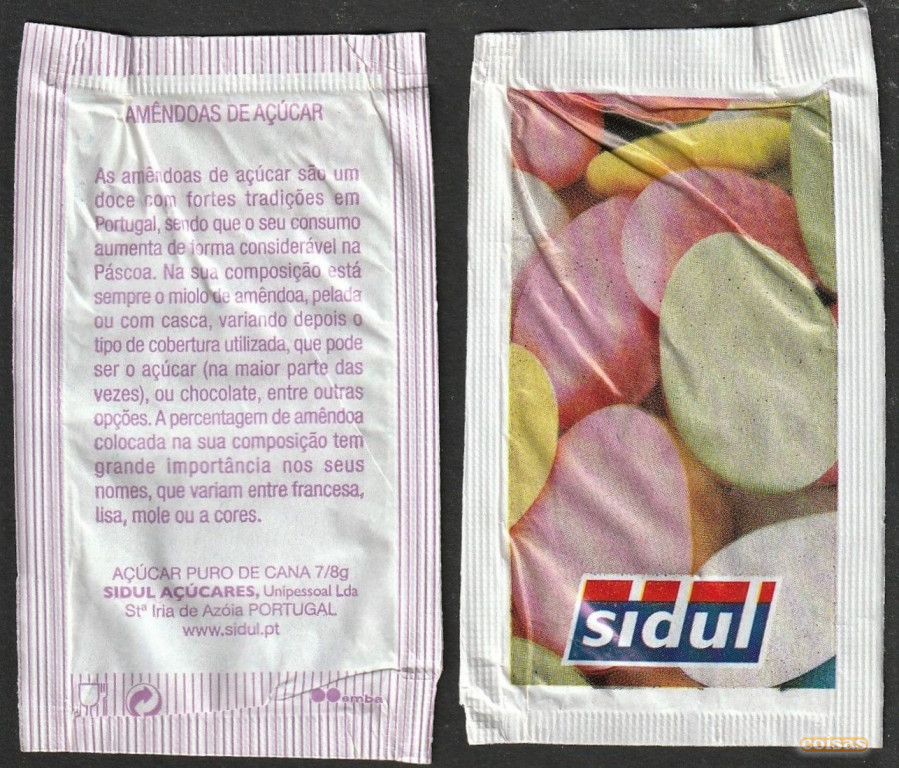 AMÊNDOAS DE AÇÚCAR
As amêndoas de açúcar são um
doce com fortes tradições em
Portugal, sendo que o seu consumo
aumenta de forma considerável na
Páscoa. Na sua composição está
sempre o miolo de amêndoa, pelada
ou com casca, variando depois o
tipo de cobertura utilizada, que pode
ser o açúcar (na maior parte das
vezes), ou chocolate, entre outras
opções. A percentagem de amêndoa
colocada na sua composição tem
grande importância nos seus
nomes, que variam entre francesa,
lisa, mole ou a cores.
AÇÚCAR PURO DE CANA 7/8g
SIDUL AÇÚCARES, Unipessoal Lda
Stª Iria de Azóia PORTUGAL
www.sidul.pt
embe
sidul
coisas